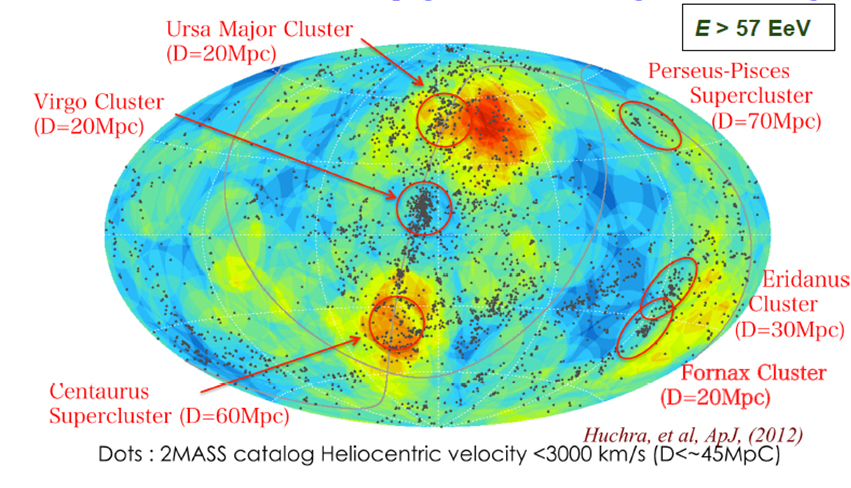 E > 57 EeV
Ursa Major Cluster
(D=20Mpc)
Virgo Cluster
(D=20Mpc)
Perseus-Pisces
Supercluster
(D=70Mpc)
Eridanus
Cluster
(D=30Mpc)
Fornax Cluster
(D=20Mpc)
Centaurus
Supercluster (D=60Mpc)
Huchra, et al, ApJ, (2012)
Dots : 2MASS catalog Heliocentric velocity <3000 km/s (D<~45MpC)